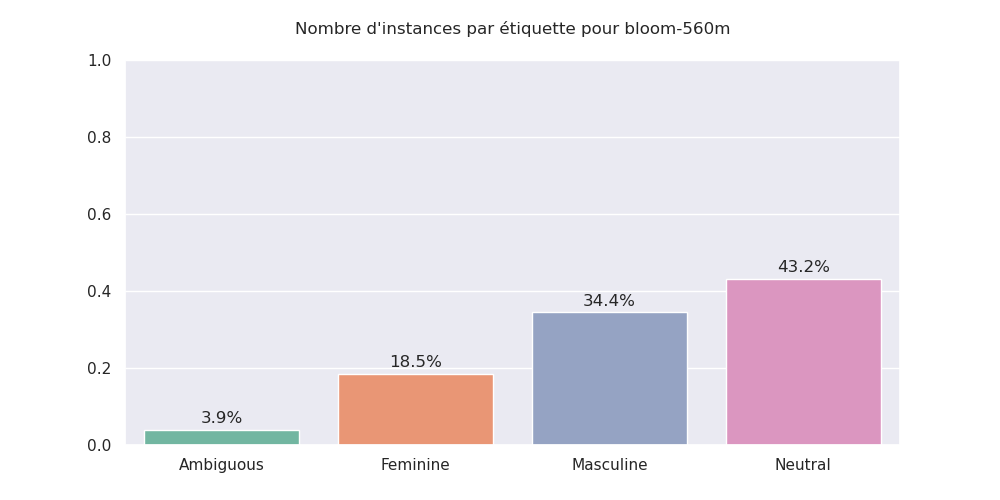 Nombre d'instances par étiquette pour bloom-560m
1.0
0.8
0.6
0.4
0.2
0.0
3.9%
18.5%
34.4%
43.2%
Ambiguous
Feminine
Masculine
Neutral